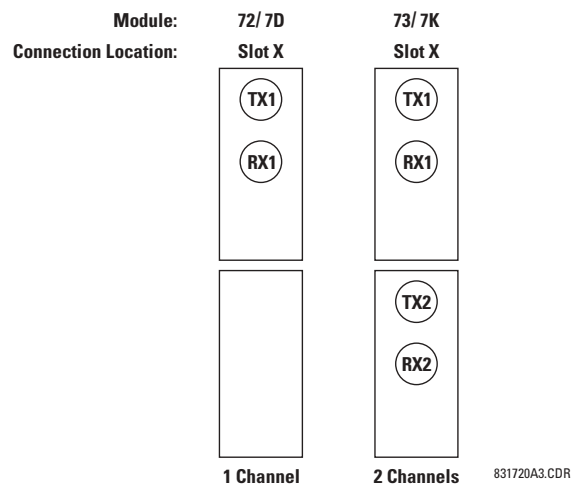 Module: 72/ 7D 73/ 7K
Connection Location: Slot X Slot X
TX1 TX1
RX1 RX1
TX2
RX2
1 Channel 2 Channels 831720A3.CDR